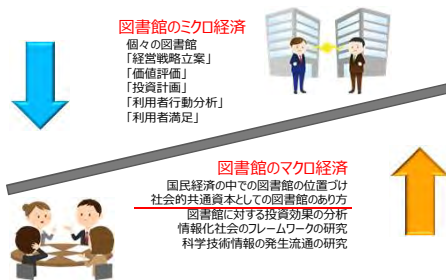 図書館のミクロ経済
個々の図書館
「経営戦略立案」
「価値評価」
「投資計画」
「利用者行動分析」
「利用者満足」
図書館のマクロ経済
国民経済の中での図書館の位置づけ
社会的共通資本としての図書館のあり方
図書館に対する投資効果の分析
情報化社会のフレームワークの研究
科学技術情報の発生流通の研究